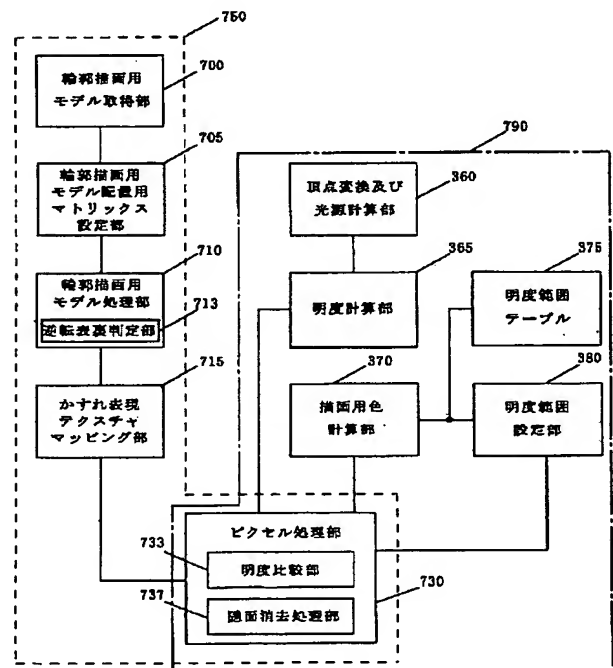 750
輪郭描画用
モデル取得部
700
790
705
輪郭描画用
モデル配置用
マトリックス
設定部
頂点変換及び
光源計算部
360
710
輪郭描画用
モデル処理部
713
逆転表裏判定部
365
明度計算部
375
明度範囲
テーブル
715
かすれ表現
テクスチャ
マッピング部
370
描画用色
計算部
380
明度範囲
設定部
ピクセル処理部
733
明度比較部
737
隠面消去処理部
730